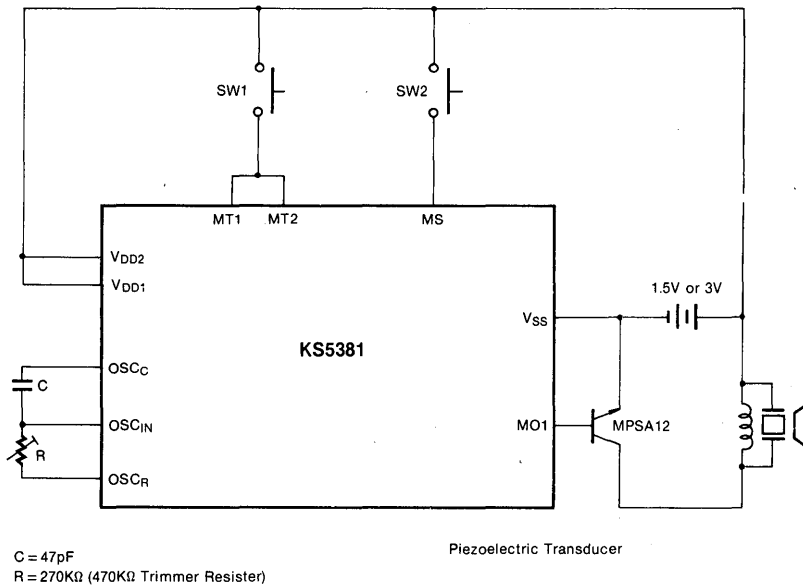 SW1
SW2
MT1
MT2
MS
VDD2
VDD1
1.5V or 3V
VSS
KS5381
OSCC
C
OSCIN
MO1
MPSA12
R
OSCR
C = 47pF
R = 270KΩ (470KΩ Trimmer Resister)
Piezoelectric Transducer